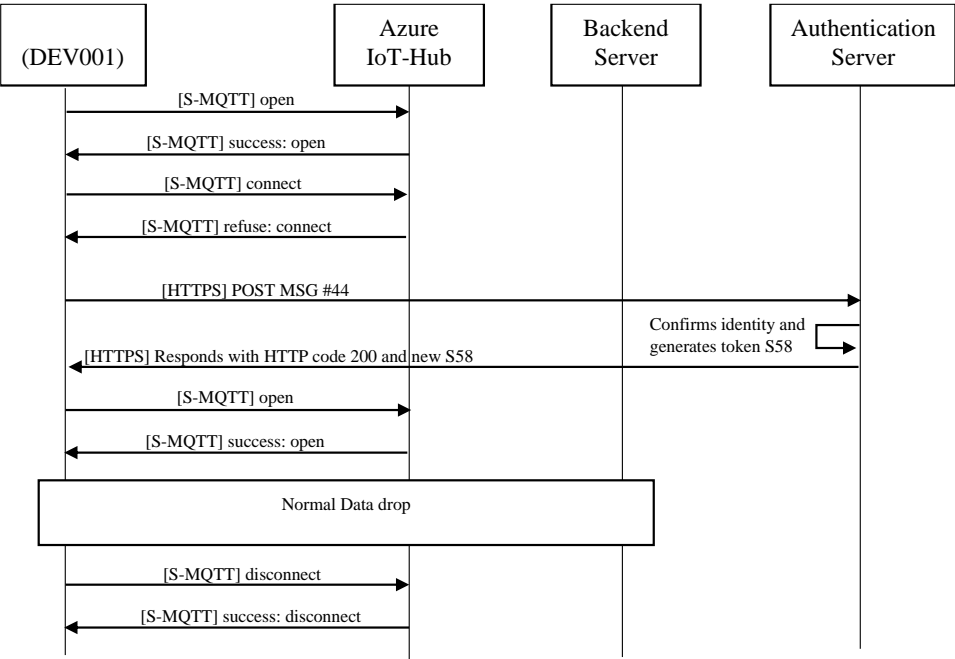 (DEV001)
Azure
IoT-Hub
Backend
Server
Authentication
Server
[S-MQTT] open
[S-MQTT] success: open
[S-MQTT] connect
[S-MQTT] refuse: connect
[HTTPS] POST MSG #44
Confirms identity and
generates token S58
[HTTPS] Responds with HTTP code 200 and new S58
[S-MQTT] open
[S-MQTT] success: open
Normal Data drop
[S-MQTT] disconnect
[S-MQTT] success: disconnect